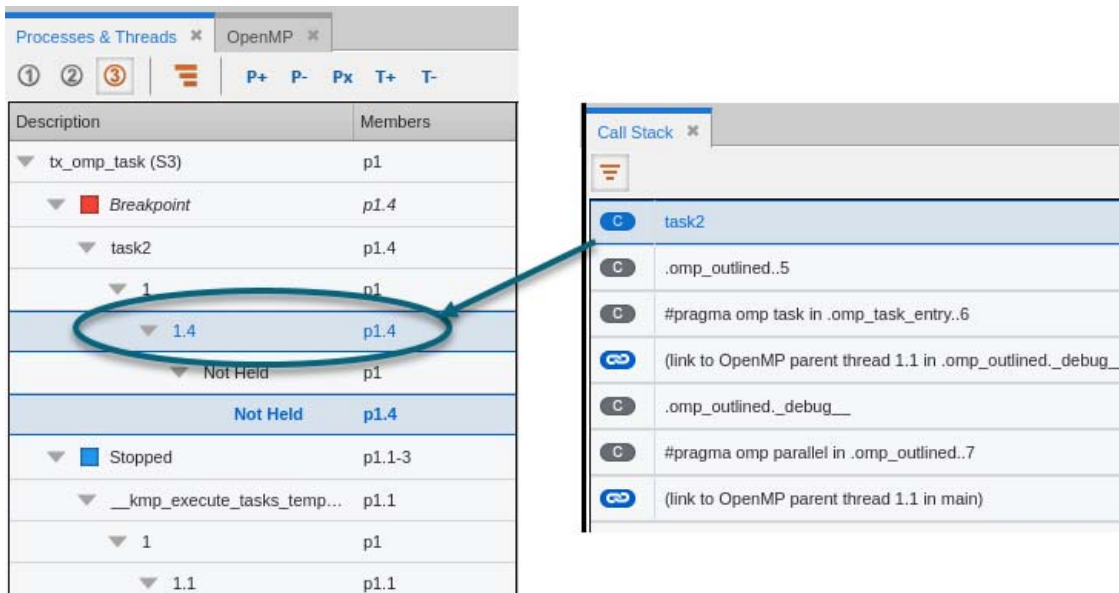 Processes & Threads OpenMP
① ② ③ P+ P- Px T+ T-
Description Members
tx_omp_task (S3) p1
Breakpoint p1.4
task2 p1.4
1 p1
1.4 p1.4
Not Held p1
Not Held p1.4
Stopped p1.1-3
__kmp_execute_tasks_temp... p1.1
1 p1
1.1 p1.1
Call Stack
C task2
C .omp_outlined..5
C #pragma omp task in .omp_task_entry..6
(link to OpenMP parent thread 1.1 in .omp_outlined._debug__
C .omp_outlined._debug__
C #pragma omp parallel in .omp_outlined..7
(link to OpenMP parent thread 1.1 in main)